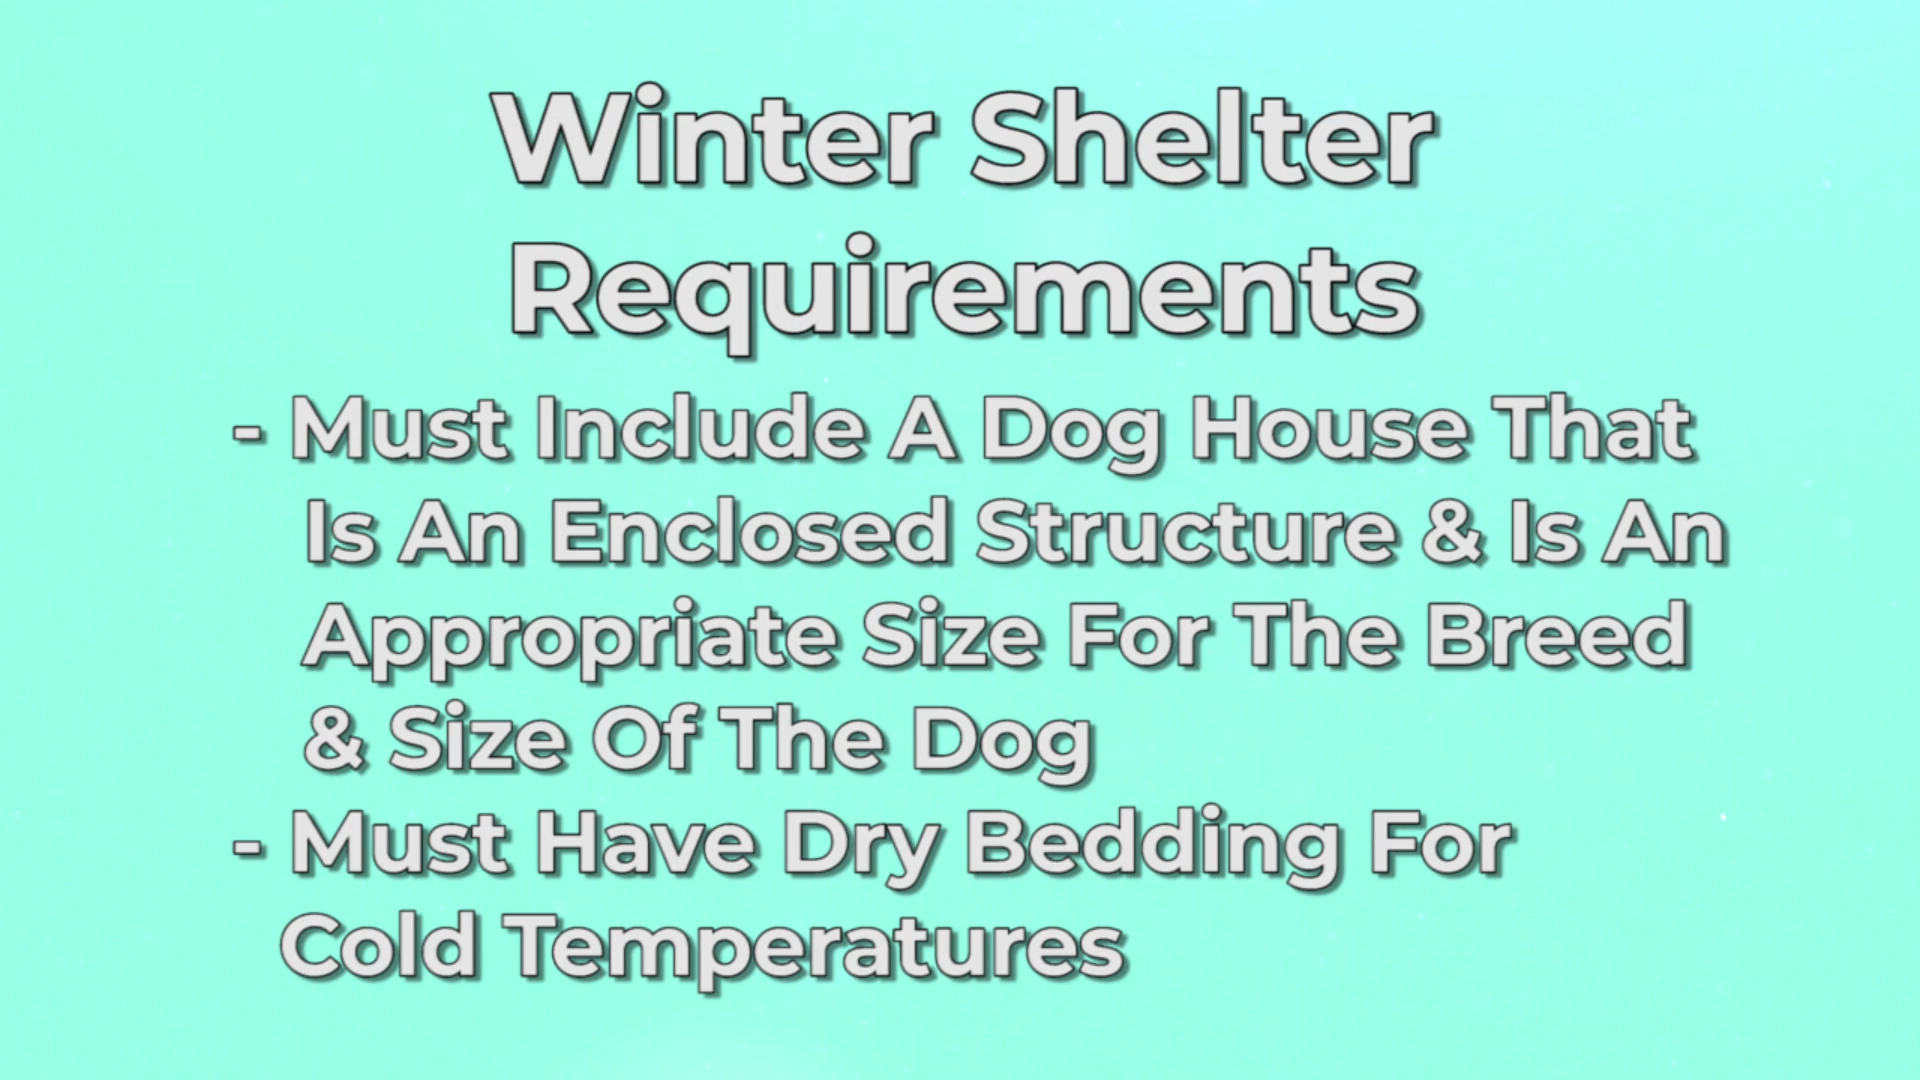 Winter Shelter
Requirements
- Must Include A Dog House That
Is An Enclosed Structure & Is An
Appropriate Size For The Breed
& Size Of The Dog
- Must Have Dry Bedding For
Cold Temperatures